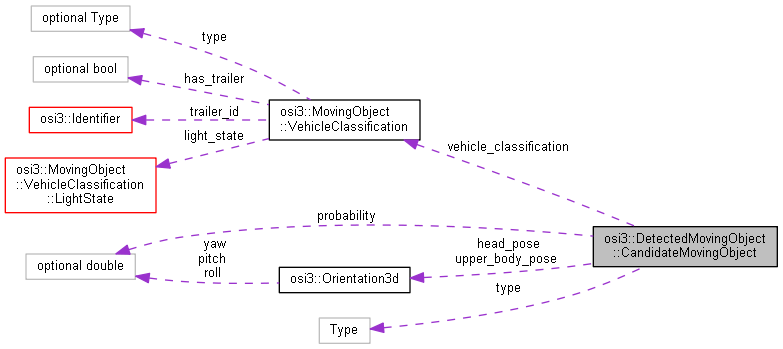 optional Type
type
optional bool
has_trailer
osi3::MovingObject
::VehicleClassification
osi3::Identifier
trailer_id
light_state
vehicle_classification
osi3::MovingObject
::VehicleClassification
::LightState
probability
osi3::DetectedMovingObject
::CandidateMovingObject
yaw
pitch
roll
head_pose
upper_body_pose
optional double
osi3::Orientation3d
type
Type